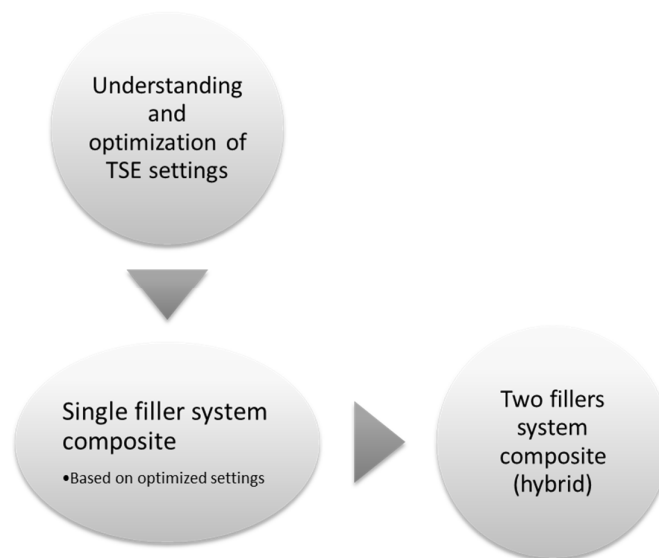 Understanding
and
optimization of
TSE settings
Single filler system
composite
•Based on optimized settings
Two fillers
system
composite
(hybrid)